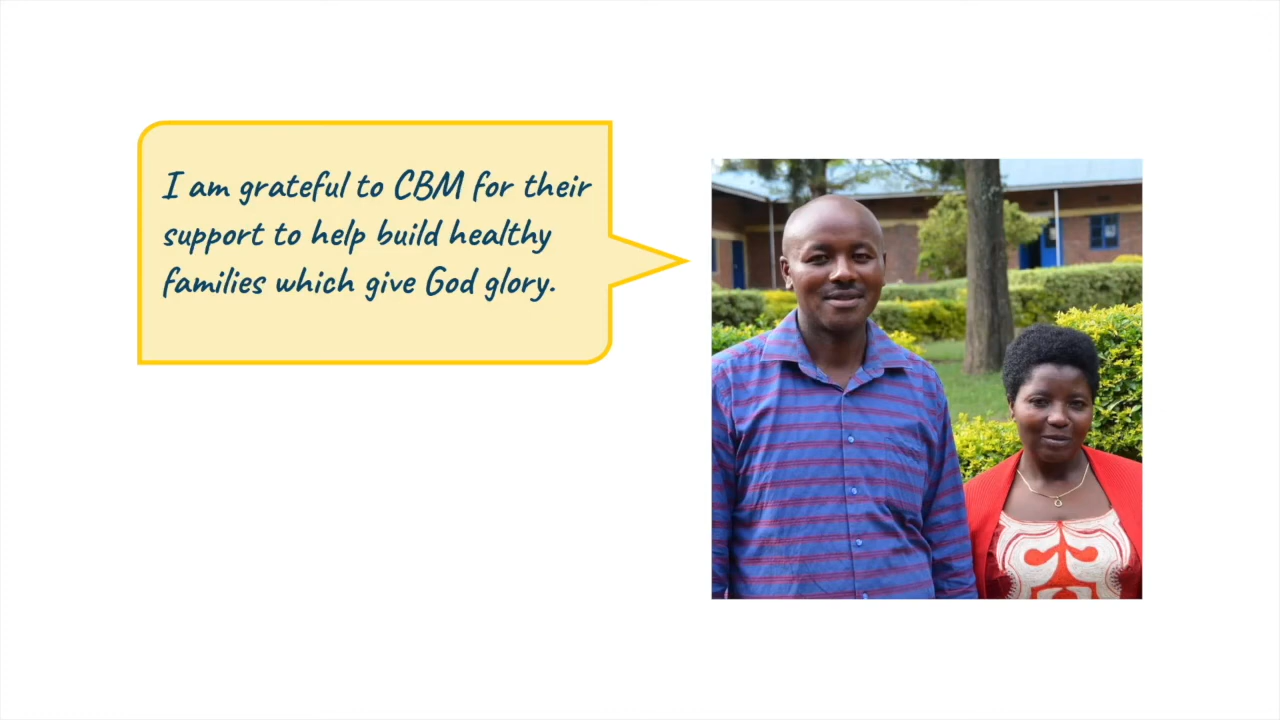 I am grateful to CBM for their
support to help build healthy
families which give God glory.